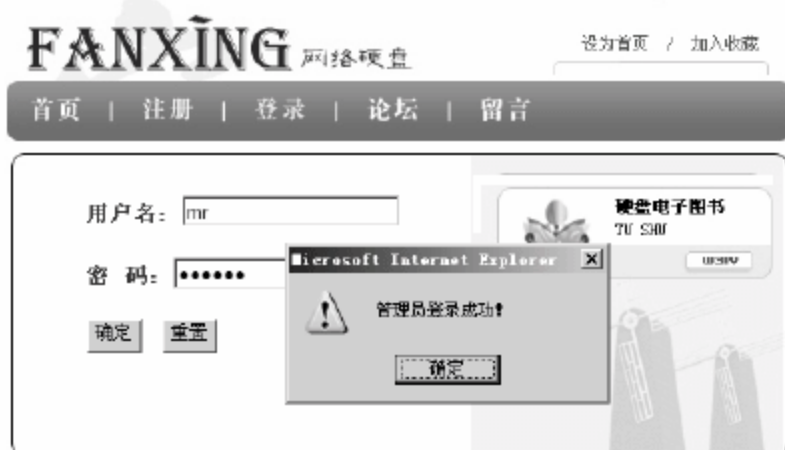 FANXING 网络硬盘
设为首页 / 加入收藏
首页 | 注册 | 登录 | 论坛 | 留言
用户名: mr
硬盘电子图书
TU SHU
密 码: ●●●●●●
Microsoft Internet Explorer
管理员登录成功!
确定 重置
确定